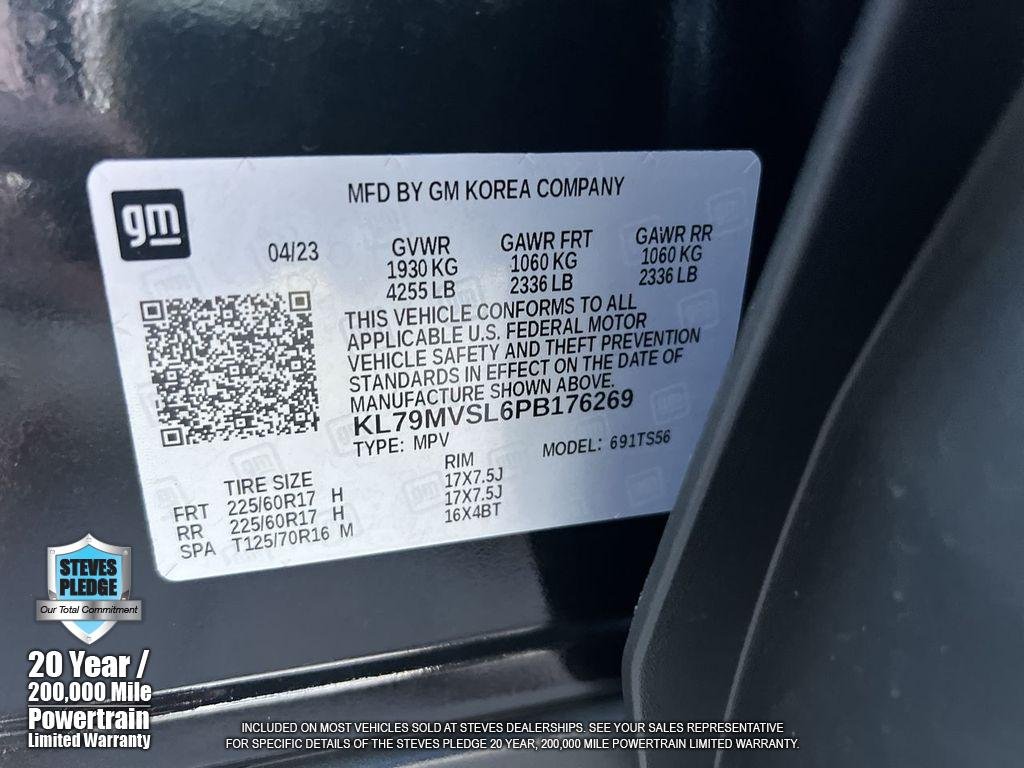 gm
MFD BY GM KOREA COMPANY
04/23
GVWR GAWR FRT GAWR RR
1930 KG 1060 KG 1060 KG
4255 LB 2336 LB 2336 LB
THIS VEHICLE CONFORMS TO ALL
APPLICABLE U.S. FEDERAL MOTOR
VEHICLE SAFETY AND THEFT PREVENTION
STANDARDS IN EFFECT ON THE DATE OF
MANUFACTURE SHOWN ABOVE.
KL79MVSL6PB176269
TYPE: MPV MODEL: 691TS56
TIRE SIZE RIM
FRT 225/60R17 H 17X7.5J
RR 225/60R17 H 17X7.5J
SPA T125/70R16 M 16X4BT
STEVES
PLEDGE
Our Total Commitment
20 Year /
200,000 Mile
Powertrain
Limited Warranty
INCLUDED ON MOST VEHICLES SOLD AT STEVES DEALERSHIPS. SEE YOUR SALES REPRESENTATIVE
FOR SPECIFIC DETAILS OF THE STEVES PLEDGE 20 YEAR, 200,000 MILE POWERTRAIN LIMITED WARRANTY.